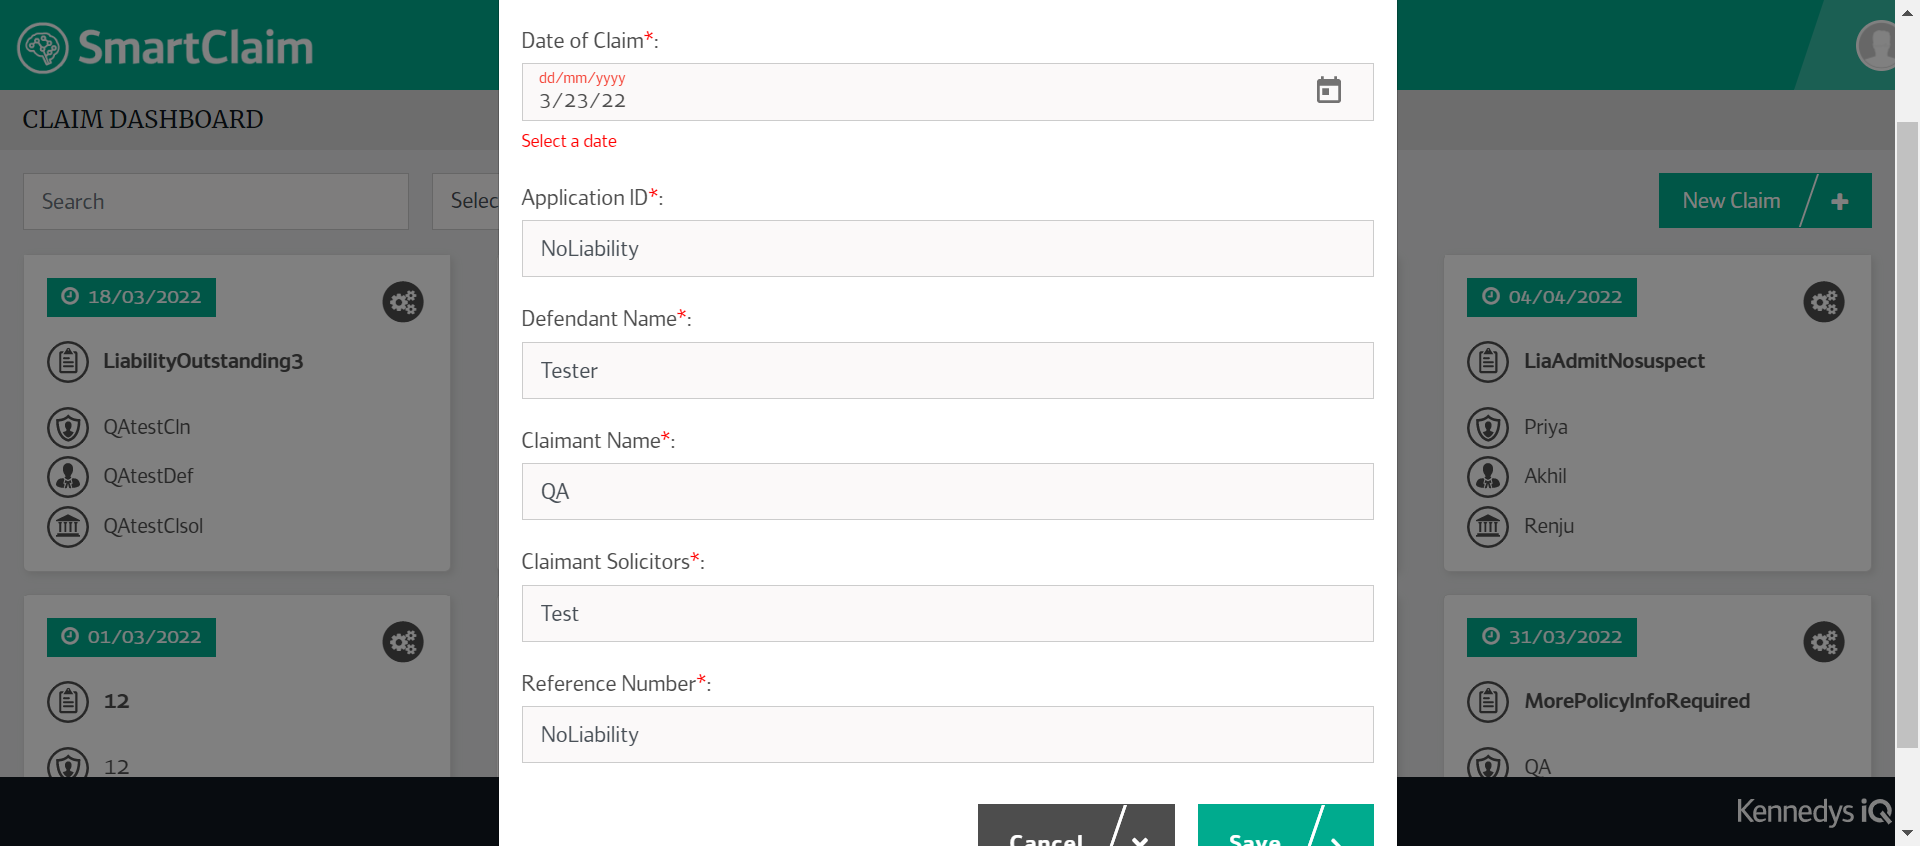 SmartClaim
CLAIM DASHBOARD
Search
Selec
New Claim
18/03/2022
LiabilityOutstanding3
QAtestCln
QAtestDef
QAtestClsol
01/03/2022
12
12
Date of Claim*:
dd/mm/yyyy
3/23/22
Select a date
Application ID*:
NoLiability
Defendant Name*:
Tester
Claimant Name*:
QA
Claimant Solicitors*:
Test
Reference Number*:
NoLiability
Cancel
Save
04/04/2022
LiaAdmitNosuspect
Priya
Akhil
Renju
31/03/2022
MorePolicyInfoRequired
QA
Kennedys iQ